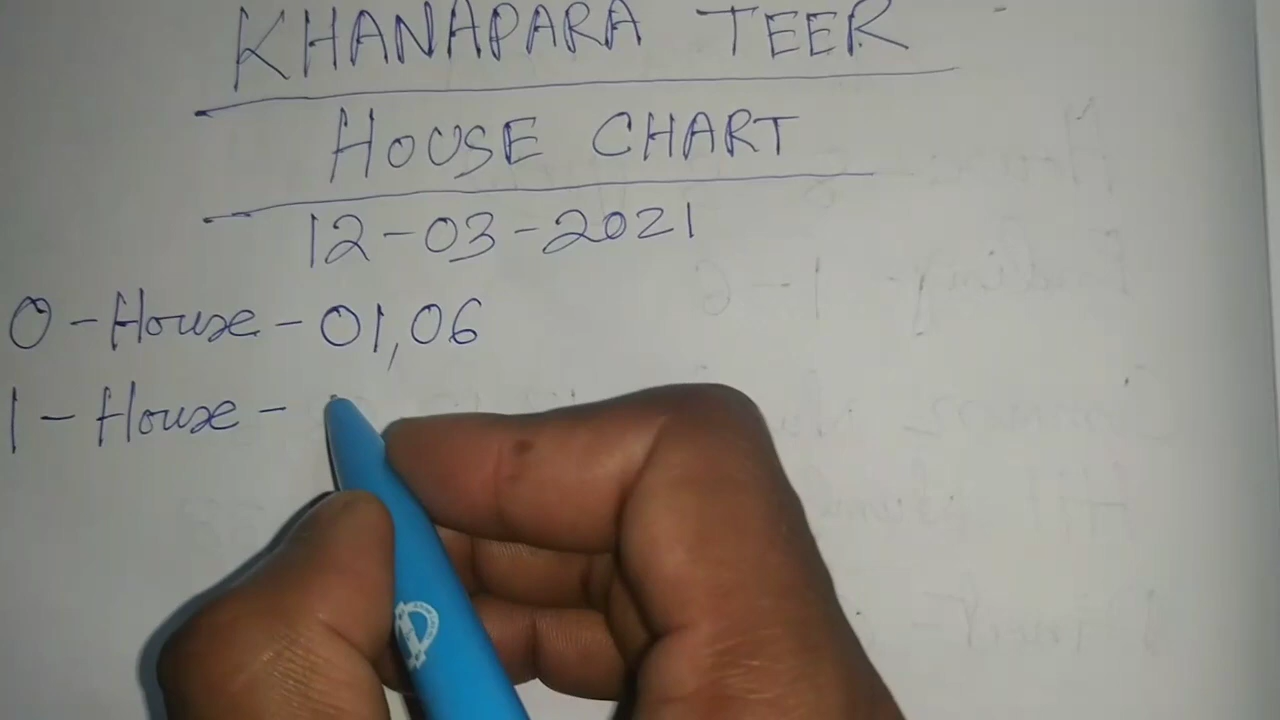 KHANAPARA TEER
HOUSE CHART
12-03-2021
0-House-01,06
1-House-